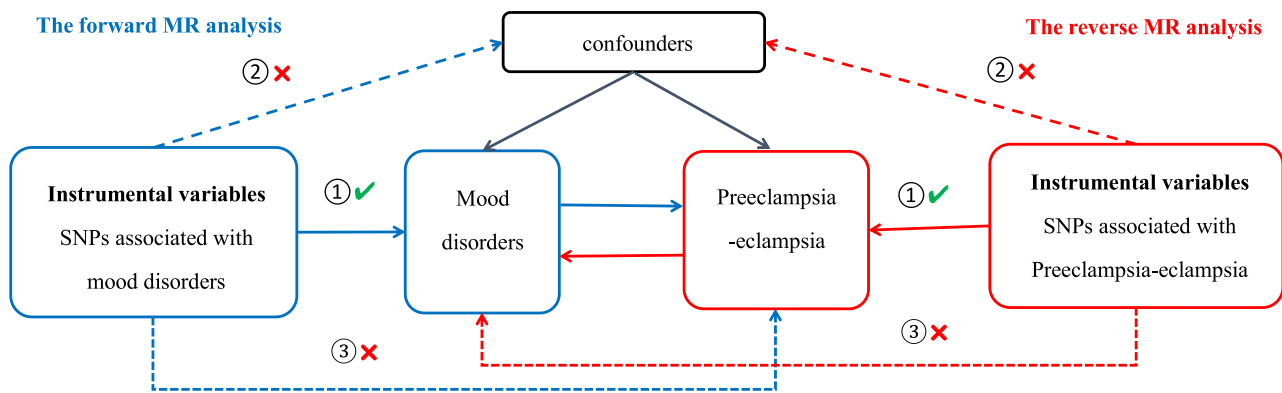 The forward MR analysis
confounders
The reverse MR analysis
② ×
② ×
Instrumental variables
SNPs associated with
mood disorders
① ✔
Mood
disorders
Preeclampsia
-eclampsia
① ✔
Instrumental variables
SNPs associated with
Preeclampsia-eclampsia
③ ×
③ ×